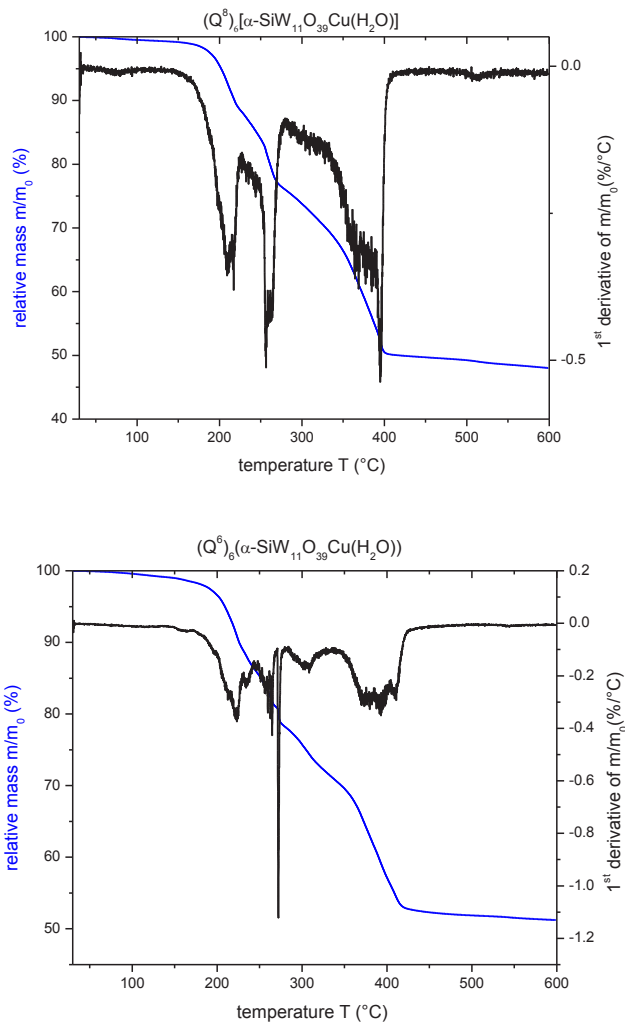 (Q⁸)₆[α-SiW₁₁O₃₉Cu(H₂O)]
100
90
80
70
60
50
40
relative mass m/m₀ (%)
0.0
-0.5
1ˢᵗ derivative of m/m₀(%/°C)
100 200 300 400 500 600
temperature T (°C)
(Q⁶)₆(α-SiW₁₁O₃₉Cu(H₂O))
100
90
80
70
60
50
relative mass m/m₀ (%)
0.2
0.0
-0.2
-0.4
-0.6
-0.8
-1.0
-1.2
1ˢᵗ derivative of m/m₀(%/°C)
100 200 300 400 500 600
temperature T (°C)